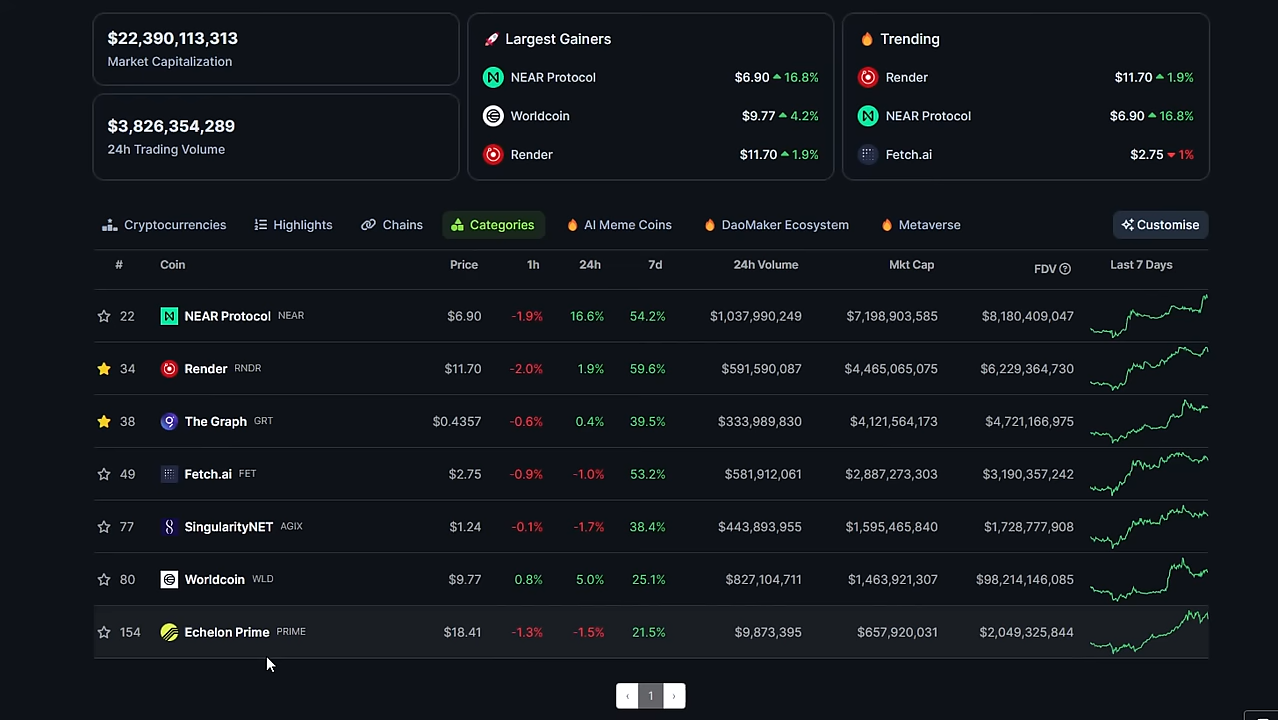 $22,390,113,313
Market Capitalization
$3,826,354,289
24h Trading Volume
Largest Gainers
NEAR Protocol $6.90 16.8%
Worldcoin $9.77 4.2%
Render $11.70 1.9%
Trending
Render $11.70 1.9%
NEAR Protocol $6.90 16.8%
Fetch.ai $2.75 1%
Cryptocurrencies Highlights Chains Categories AI Meme Coins DaoMaker Ecosystem Metaverse Customise
# Coin Price 1h 24h 7d 24h Volume Mkt Cap FDV Last 7 Days
22 NEAR Protocol NEAR $6.90 -1.9% 16.6% 54.2% $1,037,990,249 $7,198,903,585 $8,180,409,047
34 Render RNDR $11.70 -2.0% 1.9% 59.6% $591,590,087 $4,465,065,075 $6,229,364,730
38 The Graph GRT $0.4357 -0.6% 0.4% 39.5% $333,989,830 $4,121,564,173 $4,721,166,975
49 Fetch.ai FET $2.75 -0.9% -1.0% 53.2% $581,912,061 $2,887,273,303 $3,190,357,242
77 SingularityNET AGIX $1.24 -0.1% -1.7% 38.4% $443,893,955 $1,595,465,840 $1,728,777,908
80 Worldcoin WLD $9.77 0.8% 5.0% 25.1% $827,104,711 $1,463,921,307 $98,214,146,085
154 Echelon Prime PRIME $18.41 -1.3% -1.5% 21.5% $9,873,395 $657,920,031 $2,049,325,844
‹ 1 ›